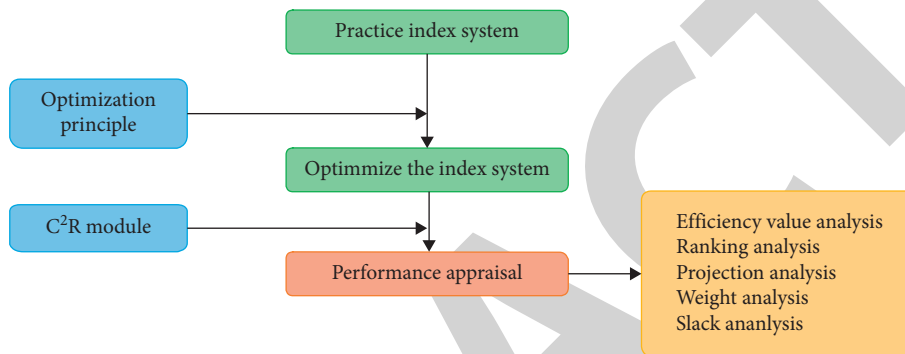 Practice index system
Optimization
principle
Optimmize the index system
C²R module
Performance appraisal
Efficiency value analysis
Ranking analysis
Projection analysis
Weight analysis
Slack ananlysis